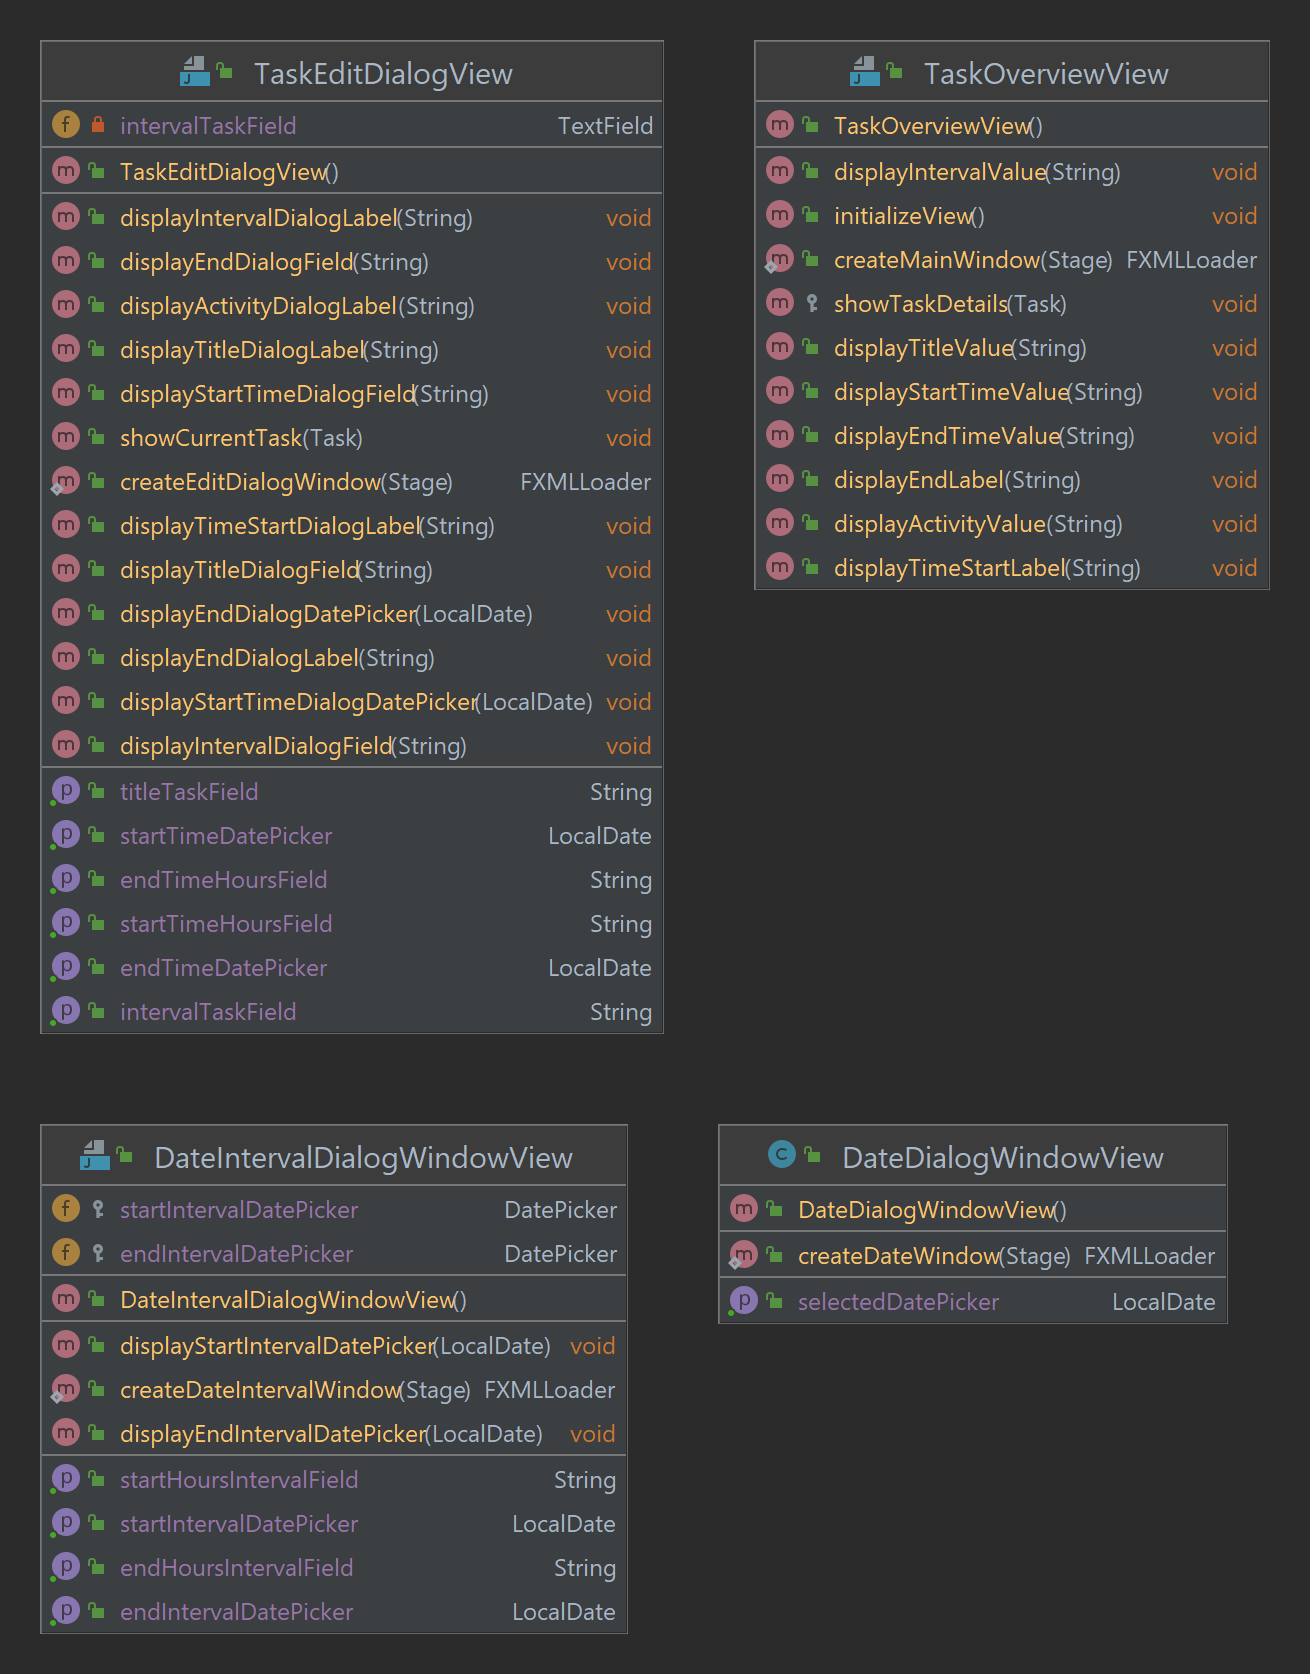 TaskEditDialogView
intervalTaskField TextField
TaskEditDialogView()
displayIntervalDialogLabel(String) void
displayEndDialogField(String) void
displayActivityDialogLabel(String) void
displayTitleDialogLabel(String) void
displayStartTimeDialogField(String) void
showCurrentTask(Task) void
createEditDialogWindow(Stage) FXMLLoader
displayTimeStartDialogLabel(String) void
displayTitleDialogField(String) void
displayEndDialogDatePicker(LocalDate) void
displayEndDialogLabel(String) void
displayStartTimeDialogDatePicker(LocalDate) void
displayIntervalDialogField(String) void
titleTaskField String
startTimeDatePicker LocalDate
endTimeHoursField String
startTimeHoursField String
endTimeDatePicker LocalDate
intervalTaskField String
TaskOverviewView
TaskOverviewView()
displayIntervalValue(String) void
initializeView() void
createMainWindow(Stage) FXMLLoader
showTaskDetails(Task) void
displayTitleValue(String) void
displayStartTimeValue(String) void
displayEndTimeValue(String) void
displayEndLabel(String) void
displayActivityValue(String) void
displayTimeStartLabel(String) void
DateIntervalDialogWindowView
startIntervalDatePicker DatePicker
endIntervalDatePicker DatePicker
DateIntervalDialogWindowView()
displayStartIntervalDatePicker(LocalDate) void
createDateIntervalWindow(Stage) FXMLLoader
displayEndIntervalDatePicker(LocalDate) void
startHoursIntervalField String
startIntervalDatePicker LocalDate
endHoursIntervalField String
endIntervalDatePicker LocalDate
DateDialogWindowView
DateDialogWindowView()
createDateWindow(Stage) FXMLLoader
selectedDatePicker LocalDate